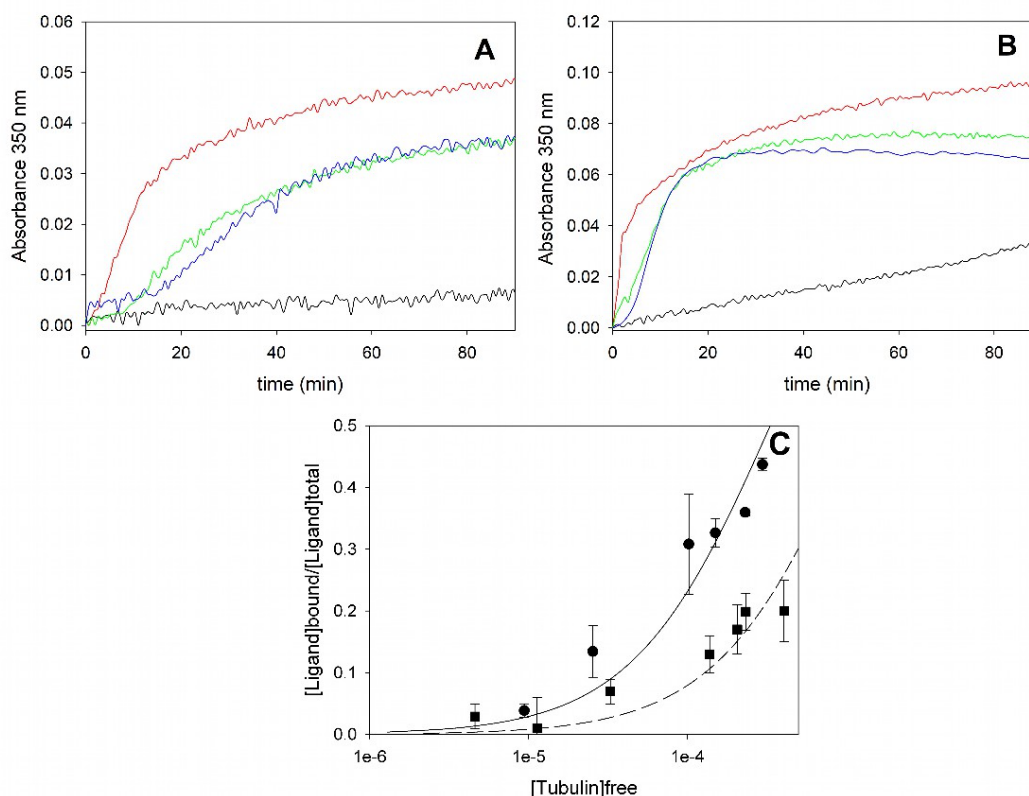 A
Absorbance 350 nm
0.06
0.05
0.04
0.03
0.02
0.01
0.00
0 20 40 60 80
time (min)
B
Absorbance 350 nm
0.12
0.10
0.08
0.06
0.04
0.02
0.00
0 20 40 60 80
time (min)
C
[Ligand]bound/[Ligand]total
0.5
0.4
0.3
0.2
0.1
0.0
1e-6 1e-5 1e-4
[Tubulin]free